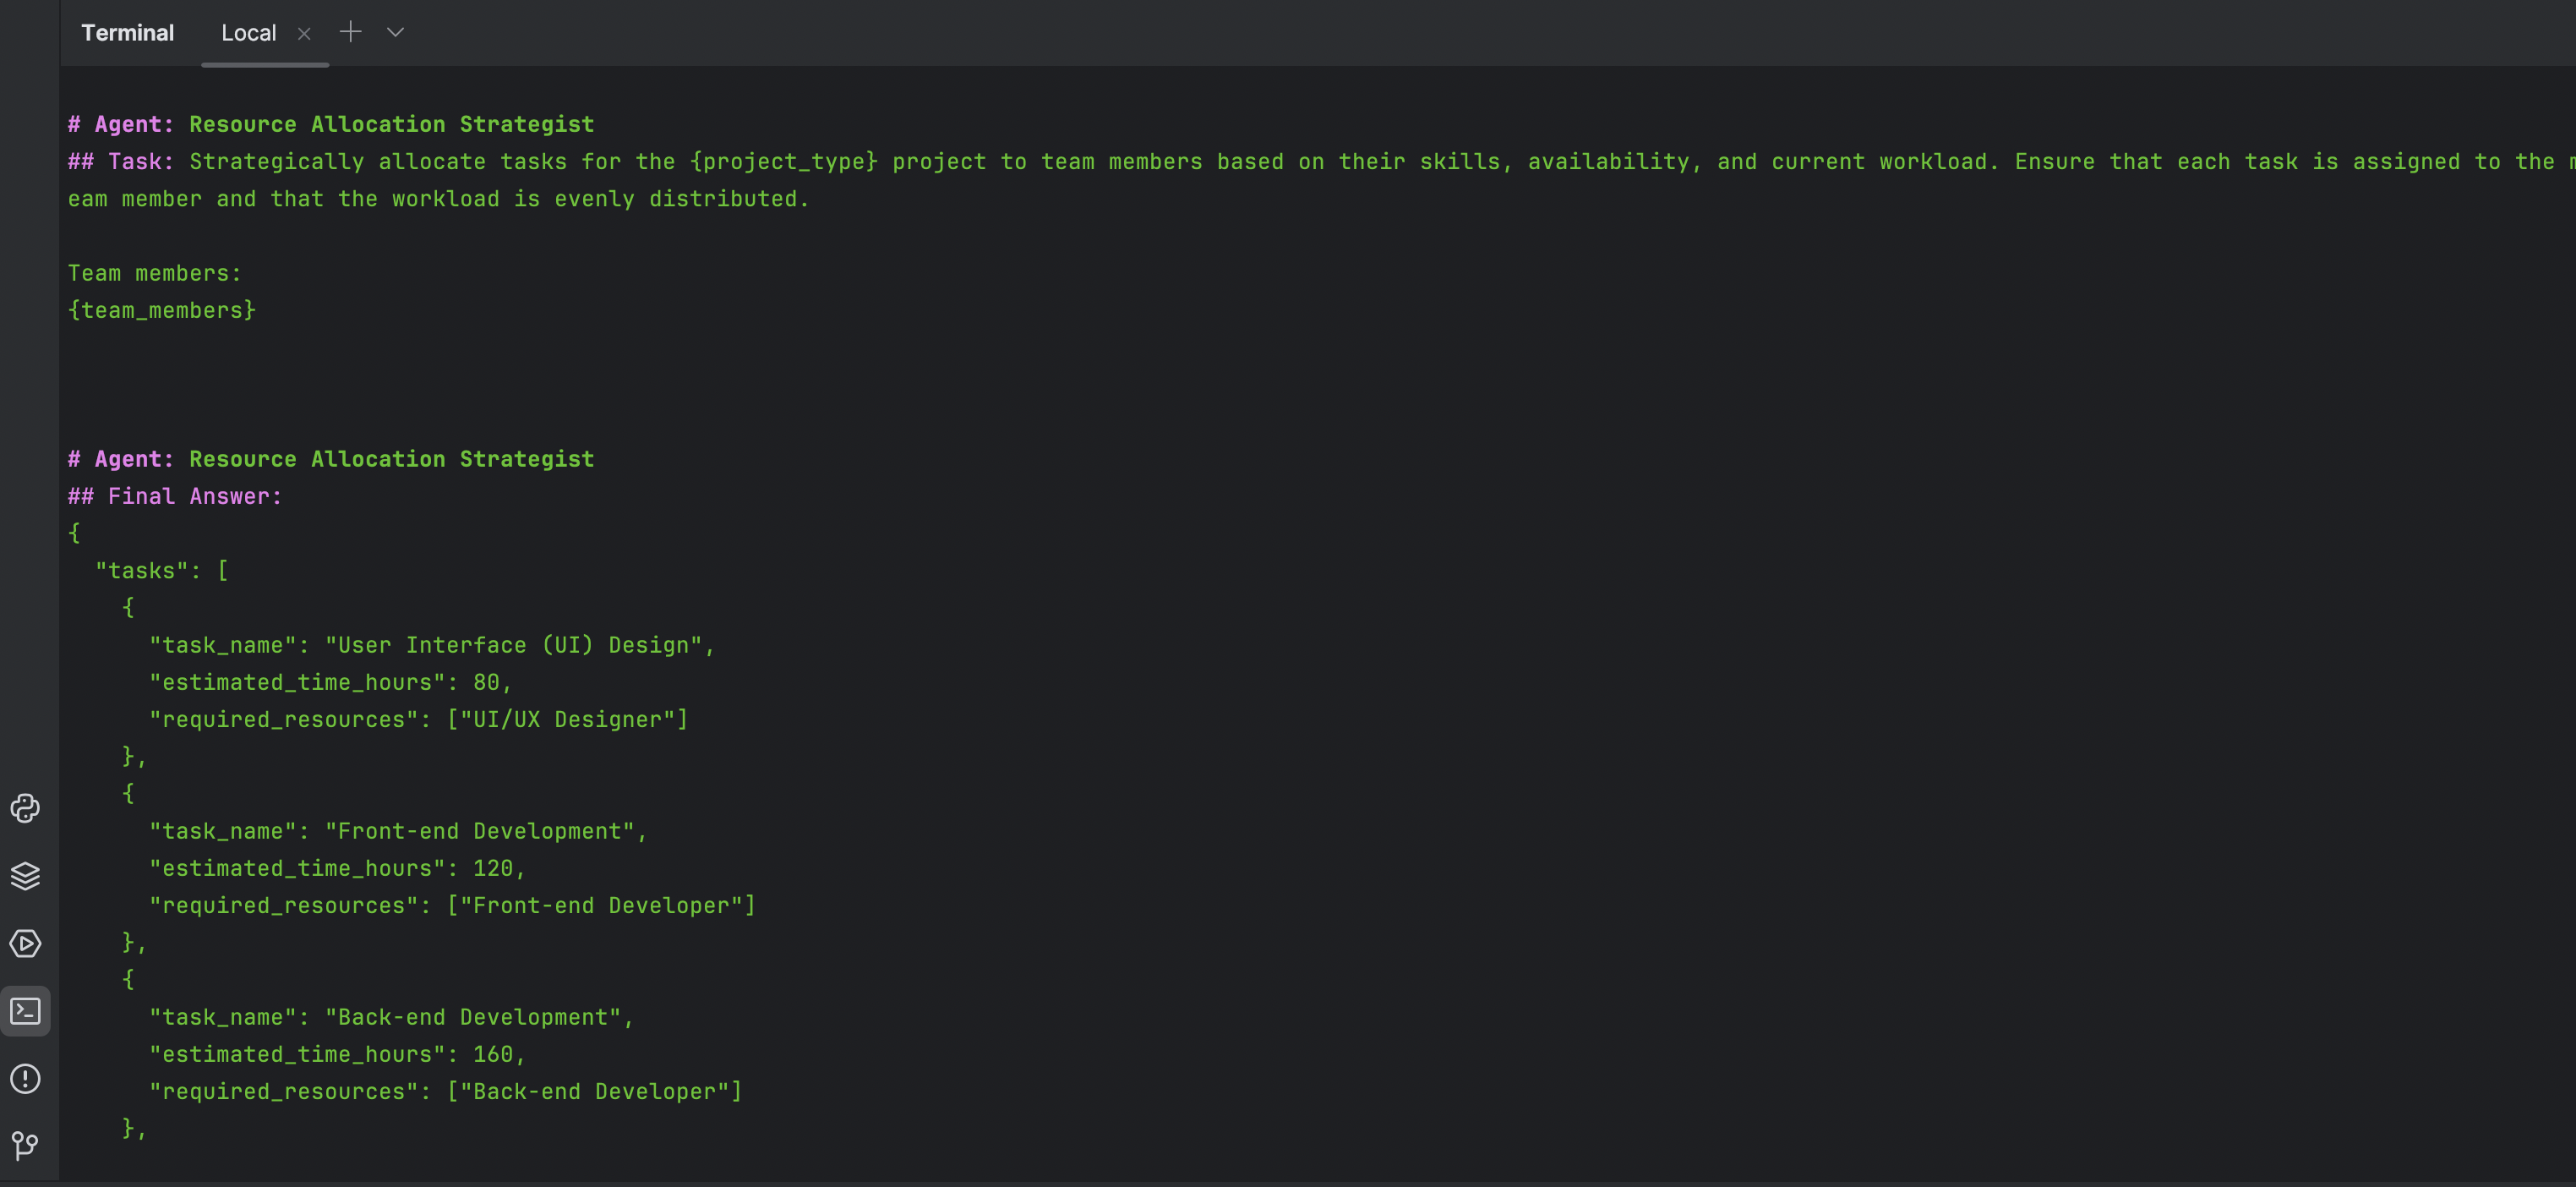 Terminal Local
# Agent: Resource Allocation Strategist
## Task: Strategically allocate tasks for the {project_type} project to team members based on their skills, availability, and current workload. Ensure that each task is assigned to the
eam member and that the workload is evenly distributed.
Team members:
{team_members}
# Agent: Resource Allocation Strategist
## Final Answer:
{
  "tasks": [
    {
      "task_name": "User Interface (UI) Design",
      "estimated_time_hours": 80,
      "required_resources": ["UI/UX Designer"]
    },
    {
      "task_name": "Front-end Development",
      "estimated_time_hours": 120,
      "required_resources": ["Front-end Developer"]
    },
    {
      "task_name": "Back-end Development",
      "estimated_time_hours": 160,
      "required_resources": ["Back-end Developer"]
    },